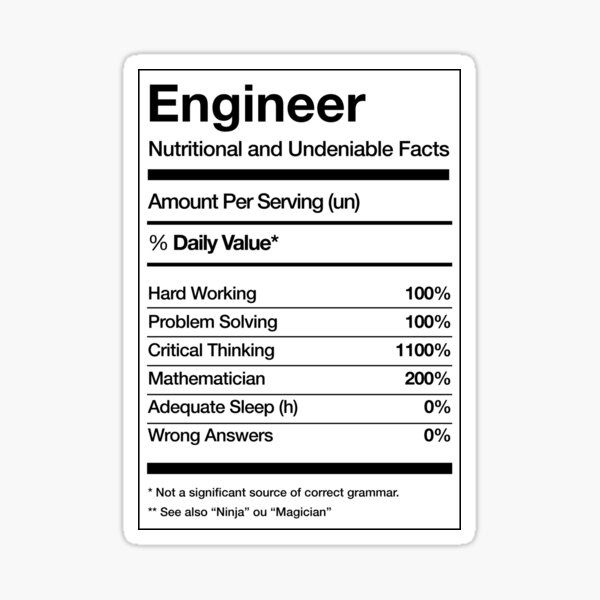 Engineer
Nutritional and Undeniable Facts
Amount Per Serving (un)
% Daily Value*
Hard Working 100%
Problem Solving 100%
Critical Thinking 1100%
Mathematician 200%
Adequate Sleep (h) 0%
Wrong Answers 0%
* Not a significant source of correct grammar.
** See also “Ninja” ou “Magician”